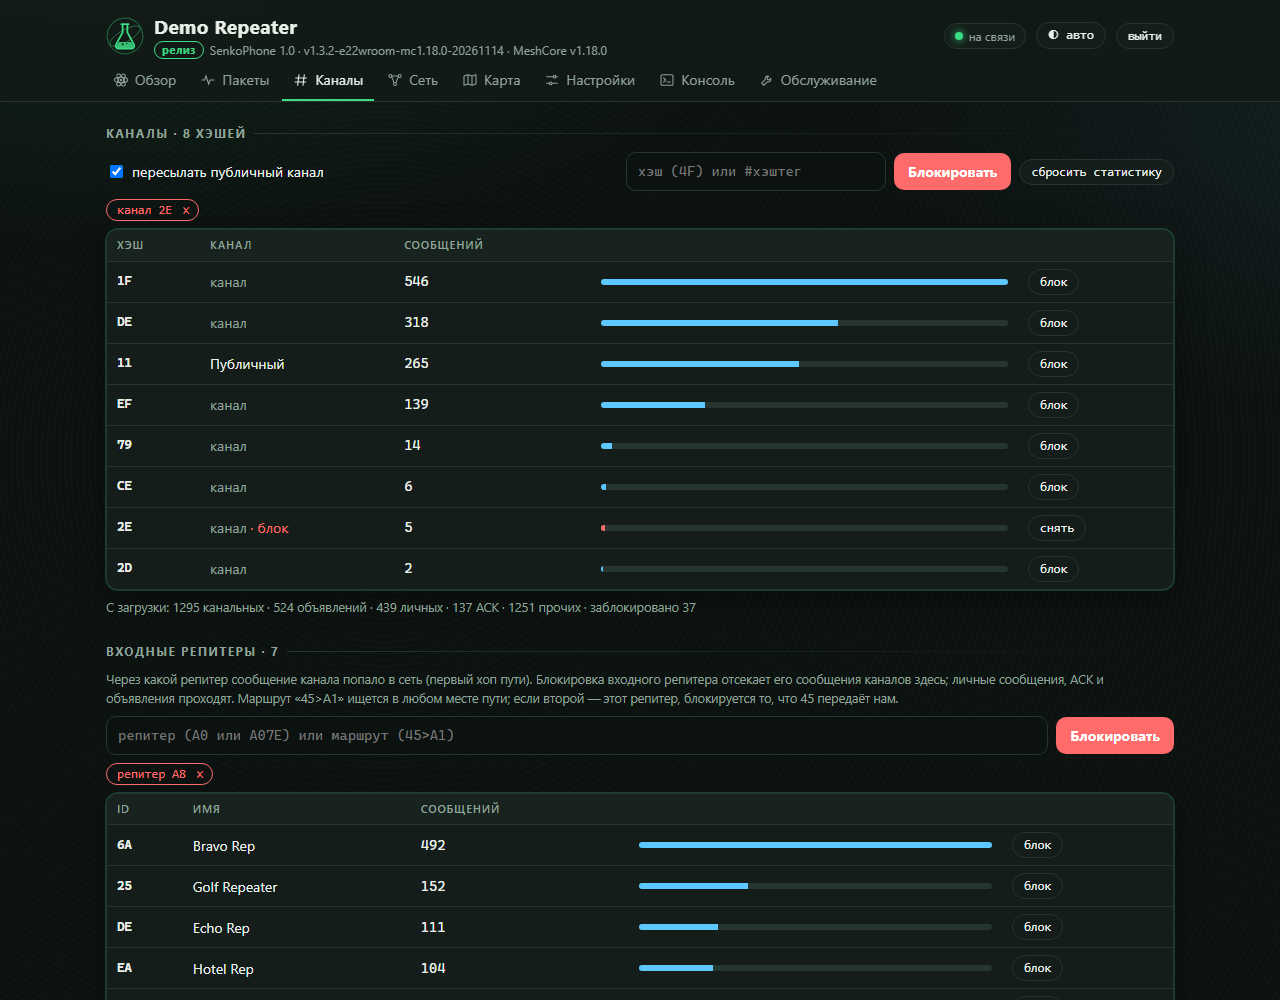 Demo Repeater
релиз SenkoPhone 1.0 · v1.3.2-e22wroom-mc1.18.0-20261114 · MeshCore v1.18.0
на связи авто выйти
Обзор Пакеты Каналы Сеть Карта Настройки Консоль Обслуживание
КАНАЛЫ · 8 ХЭШЕЙ
пересылать публичный канал хэш (4F) или #хэштег Блокировать сбросить статистику
канал 2E ×
ХЭШ КАНАЛ СООБЩЕНИЙ
1F канал 546 блок
DE канал 318 блок
11 Публичный 265 блок
EF канал 139 блок
79 канал 14 блок
CE канал 6 блок
2E канал · блок 5 снять
2D канал 2 блок
С загрузки: 1295 канальных · 524 объявлений · 439 личных · 137 ACK · 1251 прочих · заблокировано 37
ВХОДНЫЕ РЕПИТЕРЫ · 7
Через какой репитер сообщение канала попало в сеть (первый хоп пути). Блокировка входного репитера отсекает его сообщения каналов здесь; личные сообщения, ACK и
объявления проходят. Маршрут «45>A1» ищется в любом месте пути; если второй — этот репитер, блокируется то, что 45 передаёт нам.
репитер (A0 или A07E) или маршрут (45>A1) Блокировать
репитер A8 ×
ID ИМЯ СООБЩЕНИЙ
6A Bravo Rep 492 блок
25 Golf Repeater 152 блок
DE Echo Rep 111 блок
EA Hotel Rep 104 блок